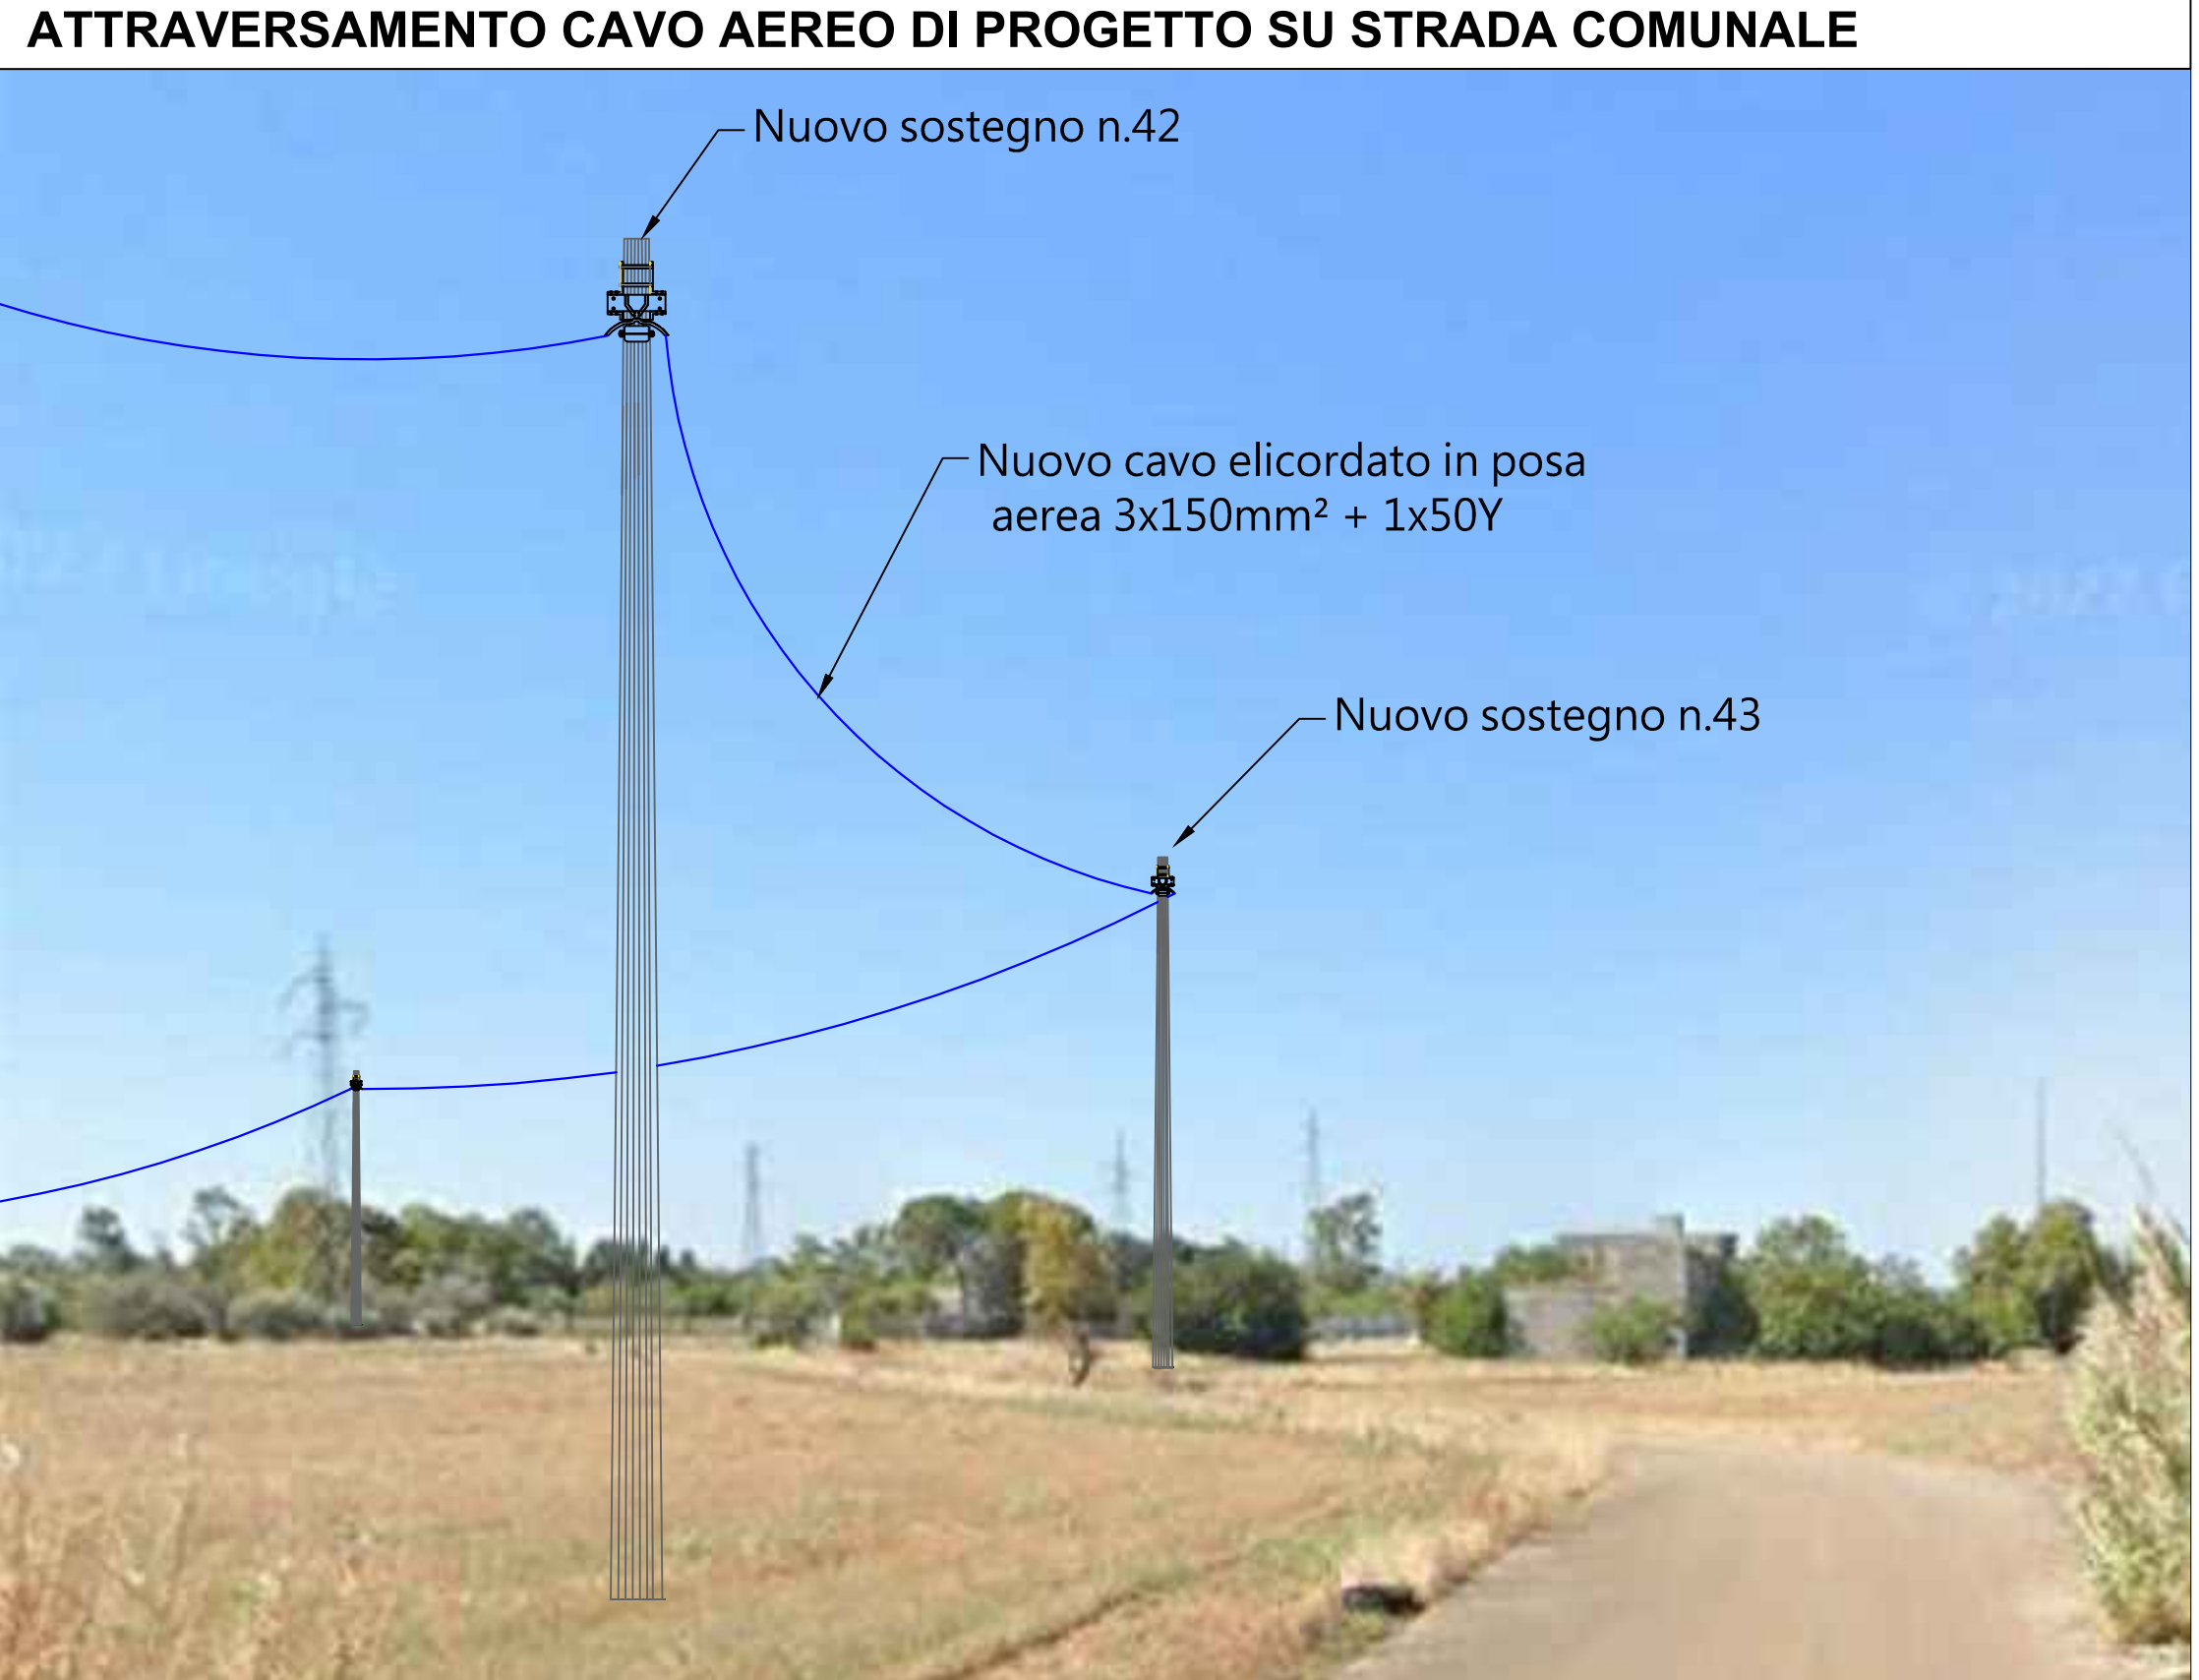 ATTRAVERSAMENTO CAVO AEREO DI PROGETTO SU STRADA COMUNALE
Nuovo sostegno n.42
Nuovo cavo elicordato in posa
aerea 3x150mm² + 1x50Y
Nuovo sostegno n.43